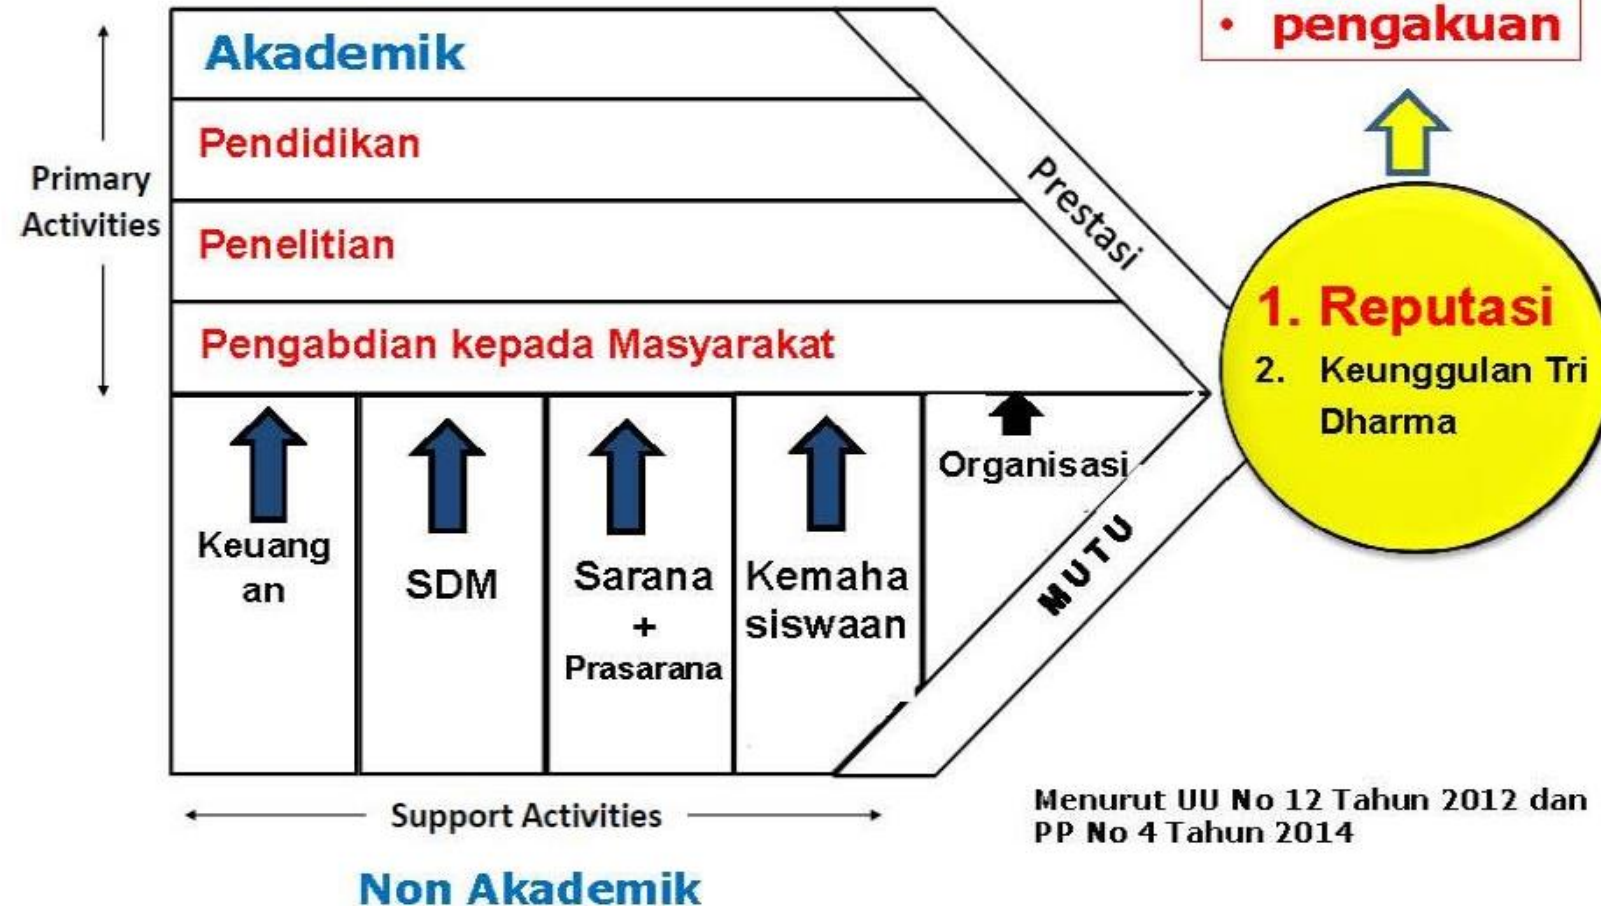 • pengakuan
Akademik
Pendidikan
Primary
Activities
Penelitian
Pengabdian kepada Masyarakat
Prestasi
1. Reputasi
2. Keunggulan Tri
Dharma
Keuang
an
SDM
Sarana
+
Prasarana
Kemaha
siswaan
Organisasi
MUTU
Support Activities
Non Akademik
Menurut UU No 12 Tahun 2012 dan
PP No 4 Tahun 2014